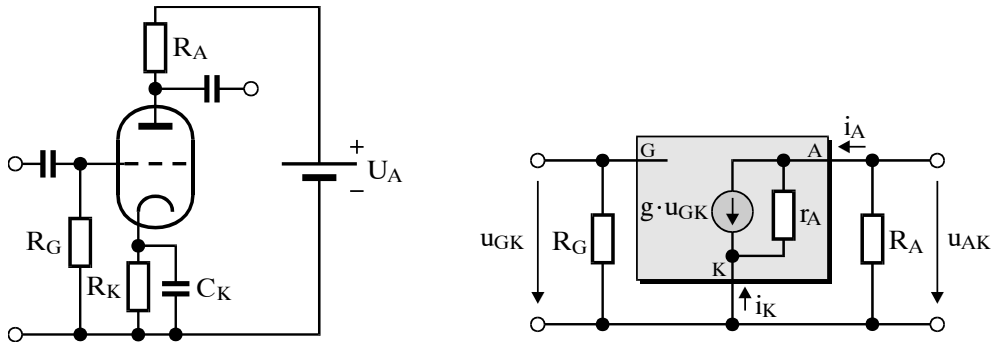 R_A
+
U_A
−
R_G
R_K
C_K
i_A
G
A
g·u_GK
r_A
u_GK
R_G
R_A
u_AK
K
i_K